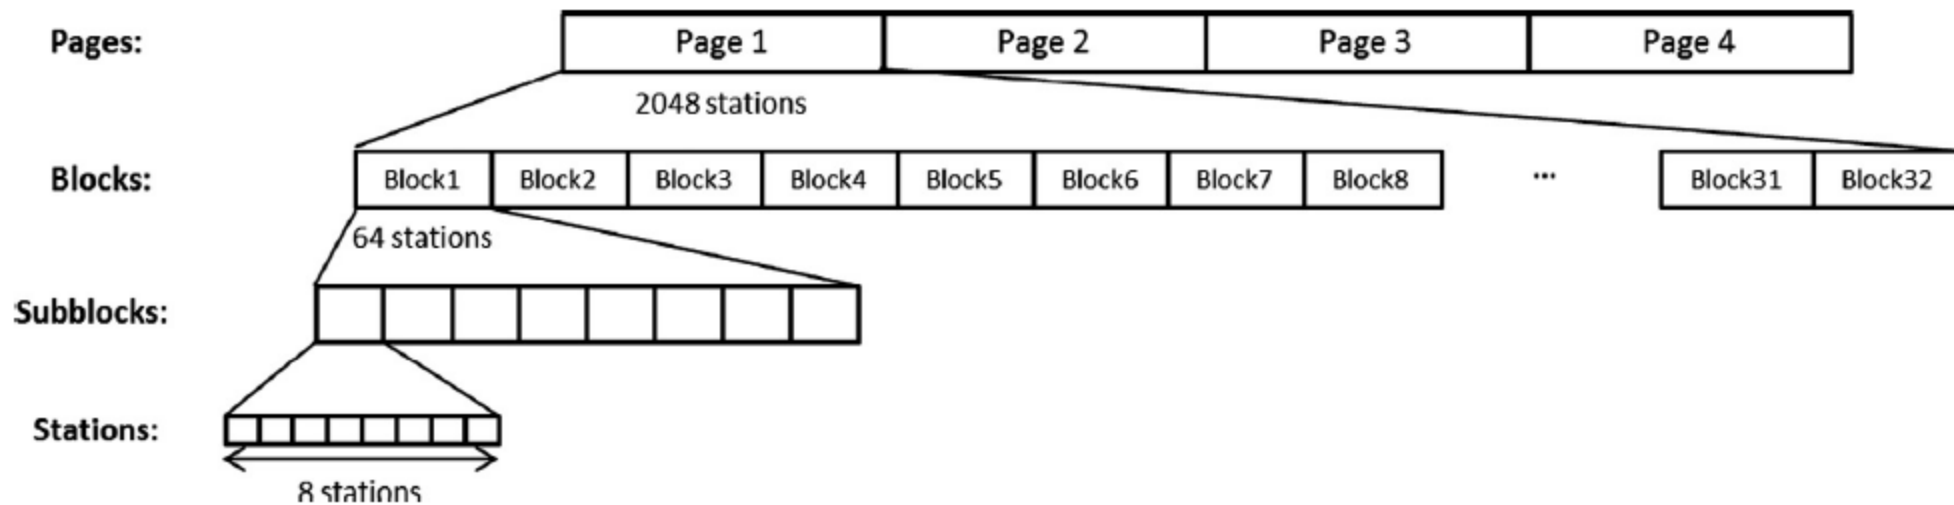 Pages: Page 1 Page 2 Page 3 Page 4
2048 stations
Blocks: Block1 Block2 Block3 Block4 Block5 Block6 Block7 Block8 ... Block31 Block32
64 stations
Subblocks:
Stations:
8 stations